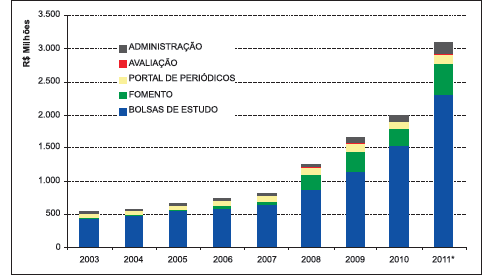 R$ Milhões
3.500
3.000
2.500
2.000
1.500
1.000
500
0
ADMINISTRAÇÃO
AVALIAÇÃO
PORTAL DE PERIÓDICOS
FOMENTO
BOLSAS DE ESTUDO
2003 2004 2005 2006 2007 2008 2009 2010 2011*